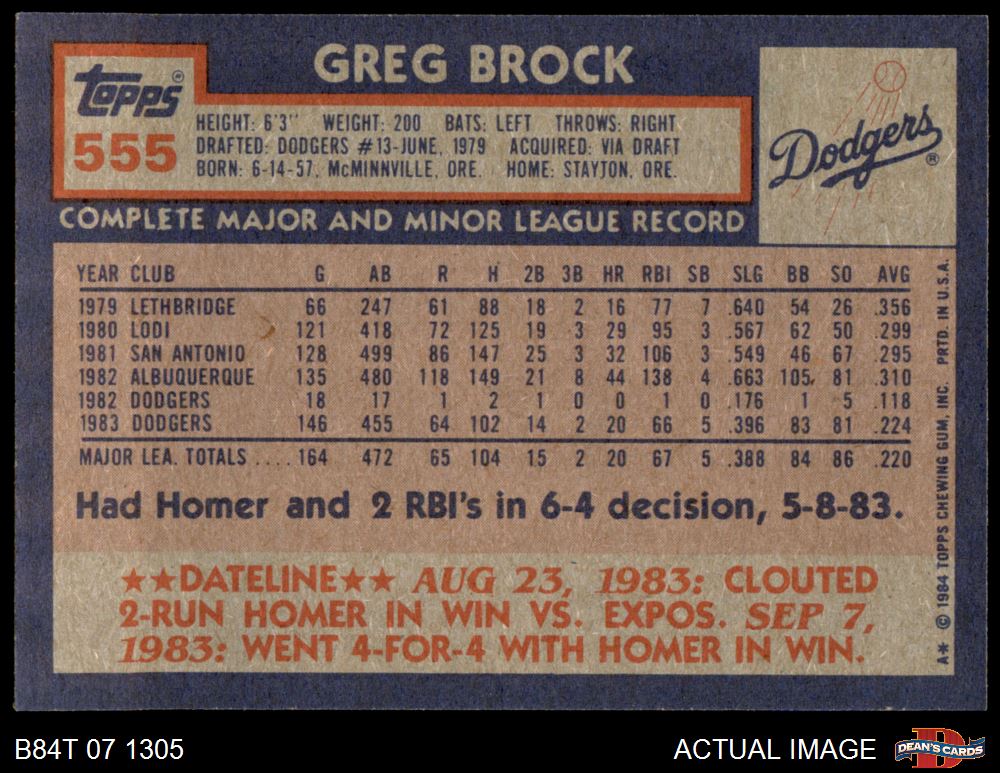 GREG BROCK
Topps®
555
HEIGHT: 6'3" WEIGHT: 200 BATS: LEFT THROWS: RIGHT
DRAFTED: DODGERS #13-JUNE, 1979 ACQUIRED: VIA DRAFT
BORN: 6-14-57, McMINNVILLE, ORE. HOME: STAYTON, ORE.
Dodgers®
COMPLETE MAJOR AND MINOR LEAGUE RECORD
YEAR CLUB G AB R H 2B 3B HR RBI SB SLG BB SO AVG
1979 LETHBRIDGE 66 247 61 88 18 2 16 77 7 .640 54 26 .356
1980 LODI 121 418 72 125 19 3 29 95 3 .567 62 50 .299
1981 SAN ANTONIO 128 499 86 147 25 3 32 106 3 .549 46 67 .295
1982 ALBUQUERQUE 135 480 118 149 21 8 44 138 4 .663 105 81 .310
1982 DODGERS 18 17 1 2 1 0 0 1 0 .176 1 5 .118
1983 DODGERS 146 455 64 102 14 2 20 66 5 .396 83 81 .224
MAJOR LEA. TOTALS .... 164 472 65 104 15 2 20 67 5 .388 84 86 .220
Had Homer and 2 RBI's in 6-4 decision, 5-8-83.
★★DATELINE★★ AUG 23, 1983: CLOUTED
2-RUN HOMER IN WIN VS. EXPOS. SEP 7,
1983: WENT 4-FOR-4 WITH HOMER IN WIN.
A* © 1984 TOPPS CHEWING GUM, INC. PRTD. IN U.S.A.
B84T 07 1305
ACTUAL IMAGE
D
DEAN'S CARDS